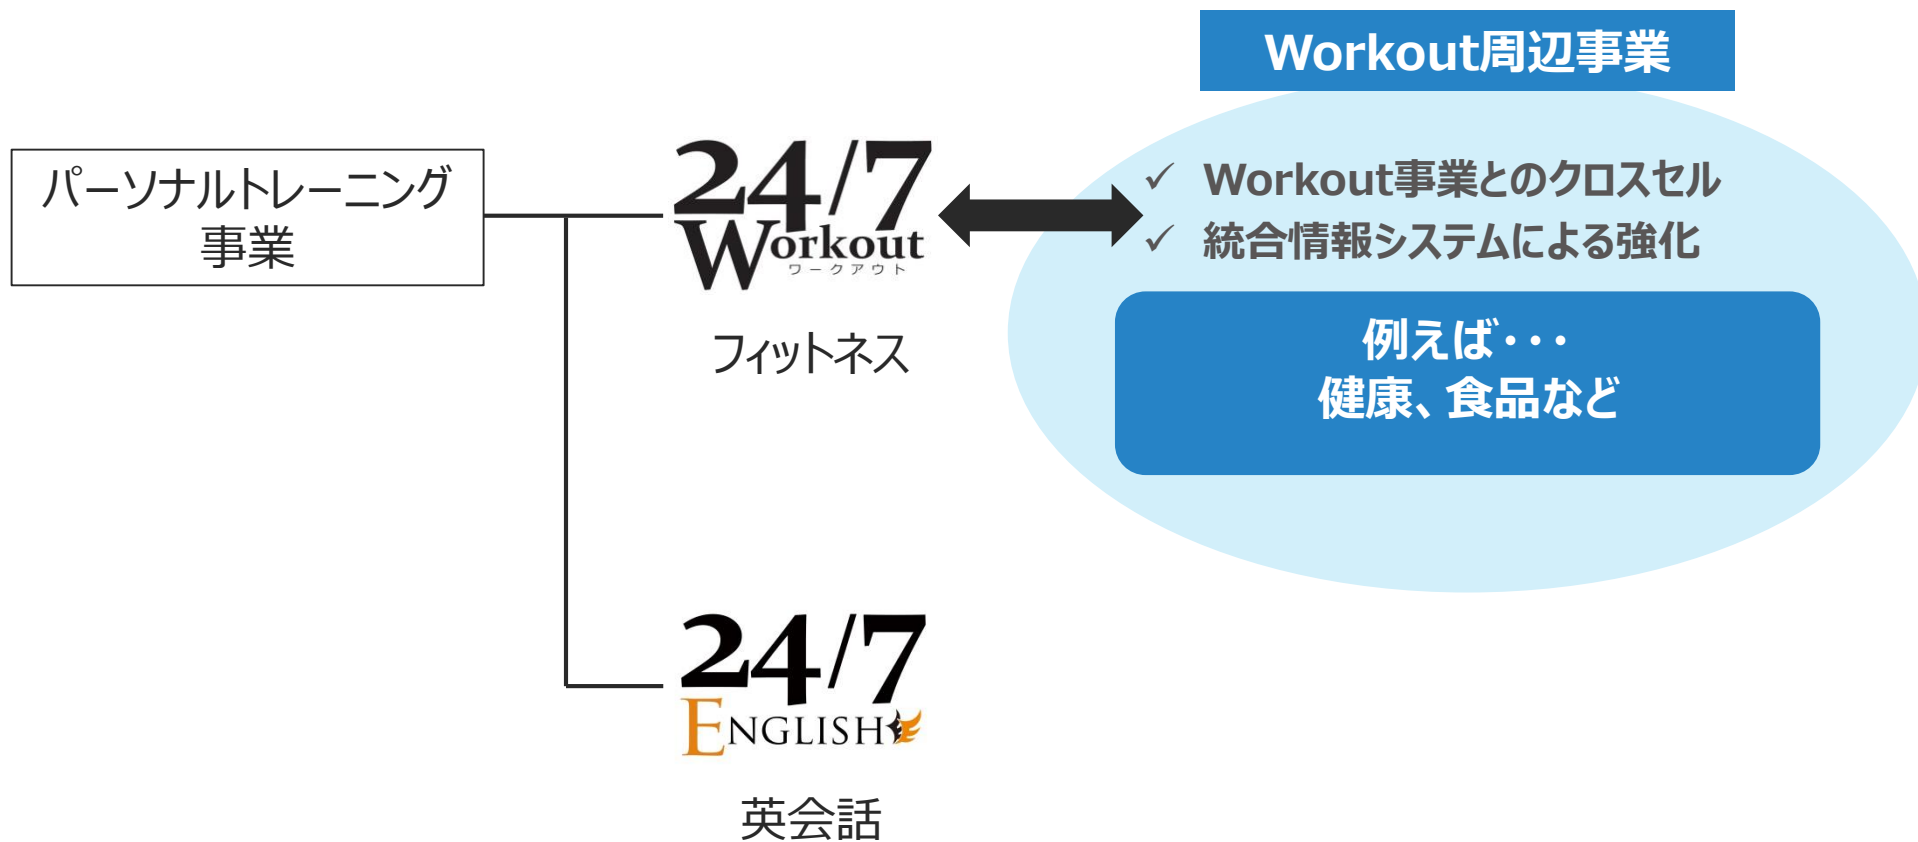 Workout周辺事業
パーソナルトレーニング
事業
24/7
Workout
ワークアウト
フィットネス
✓ Workout事業とのクロスセル
✓ 統合情報システムによる強化
例えば・・・
健康、食品など
24/7
ENGLISH
英会話